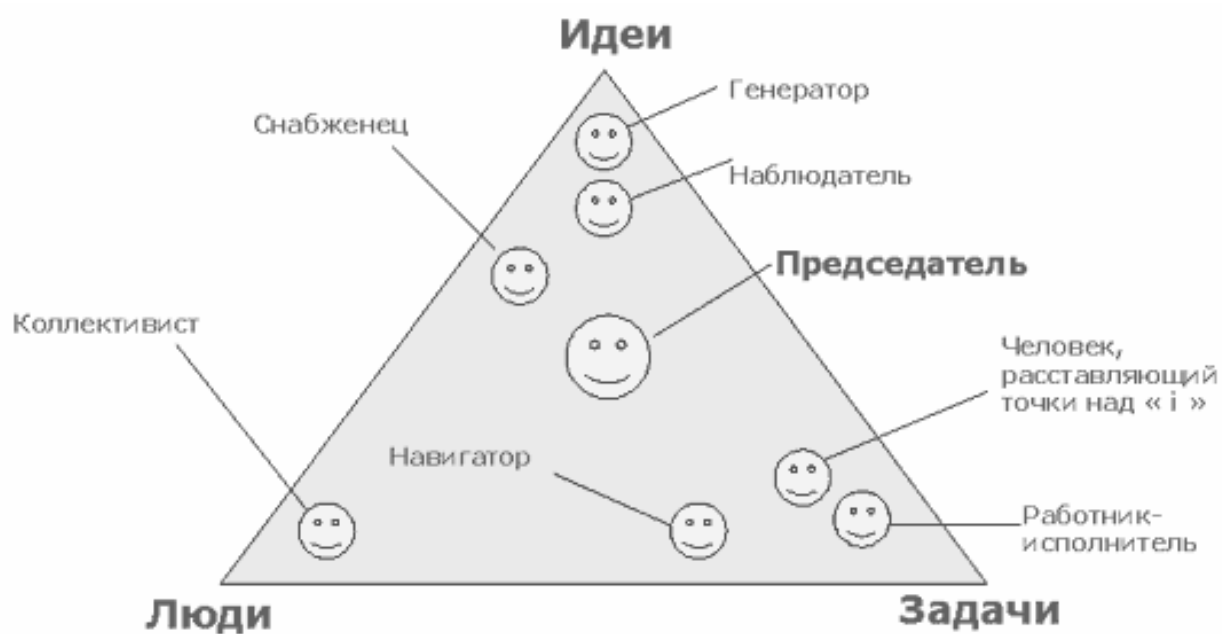 Идеи
Генератор
Снабженец
Наблюдатель
Председатель
Коллективист
Человек,
расставляющий
точки над « i »
Навигатор
Работник-
исполнитель
Люди
Задачи